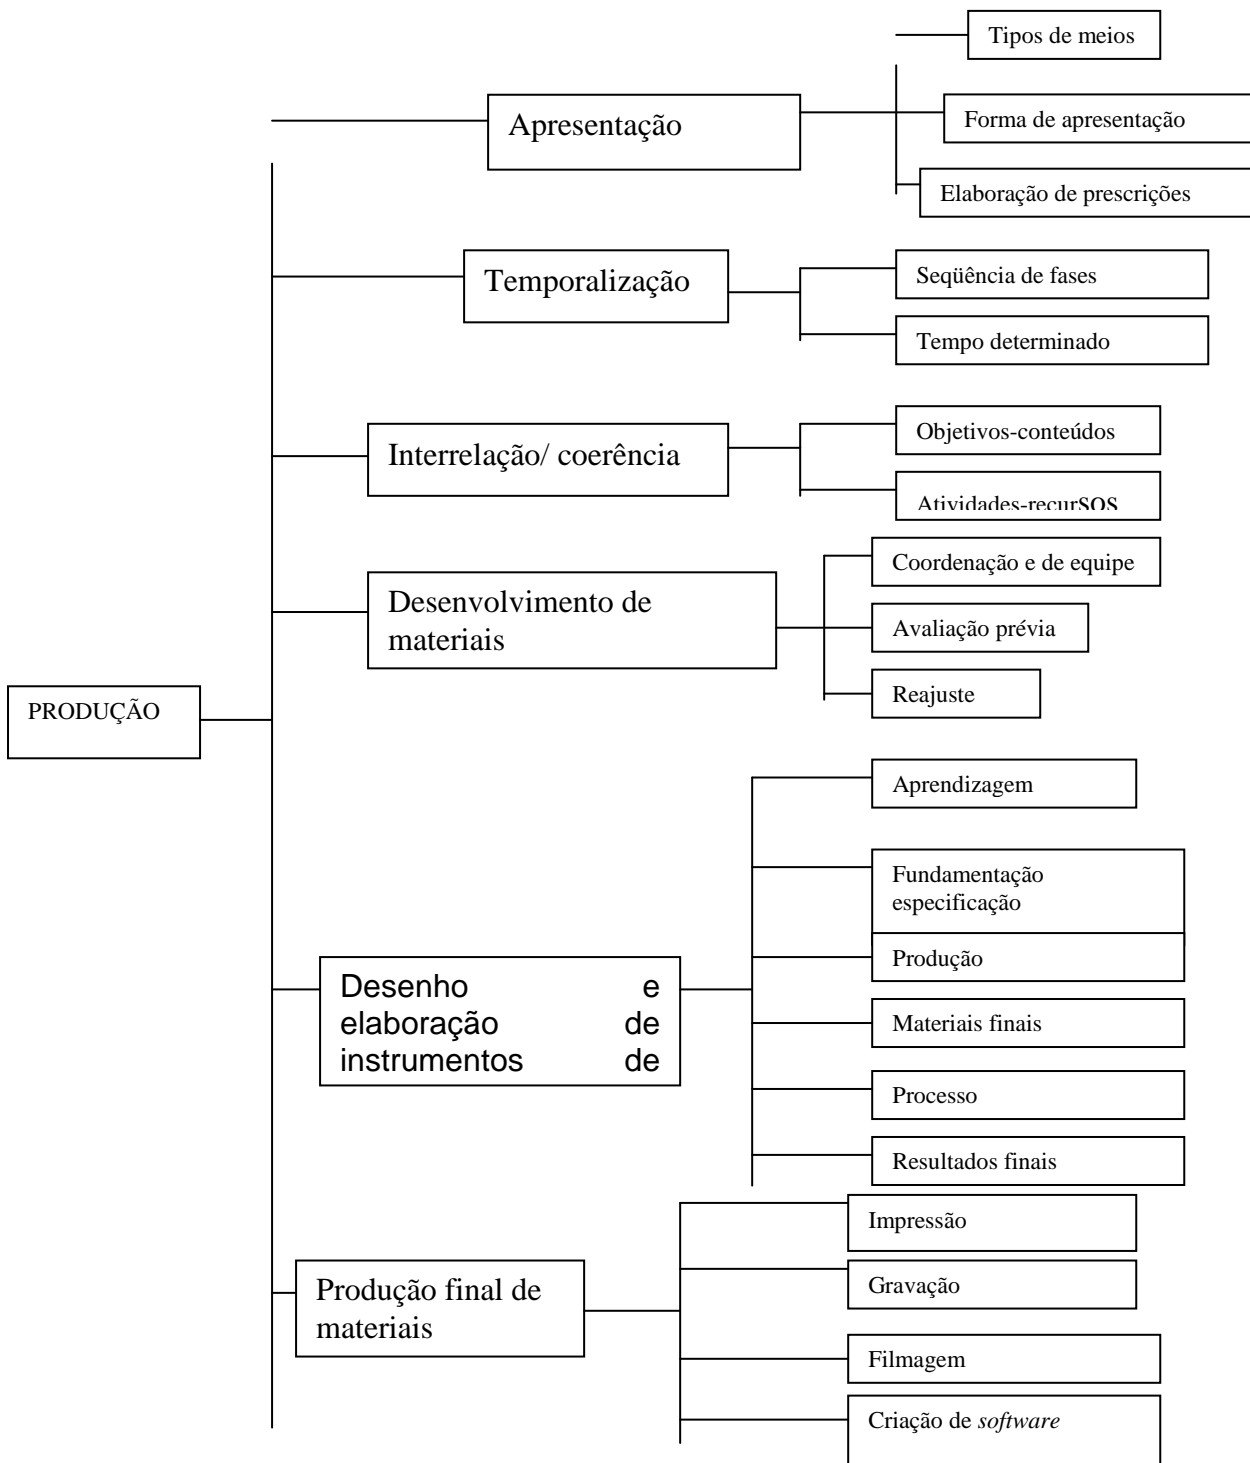 Tipos de meios
Apresentação
Forma de apresentação
Elaboração de prescrições
Temporalização
Seqüência de fases
Tempo determinado
Interrelação/ coerência
Objetivos-conteúdos
Atividades-recurSOS
Desenvolvimento de
materiais
Coordenação e de equipe
Avaliação prévia
Reajuste
PRODUÇÃO
Aprendizagem
Fundamentação
especificação
Produção
Desenho e
elaboração de
instrumentos de
Materiais finais
Processo
Resultados finais
Produção final de
materiais
Impressão
Gravação
Filmagem
Criação de software